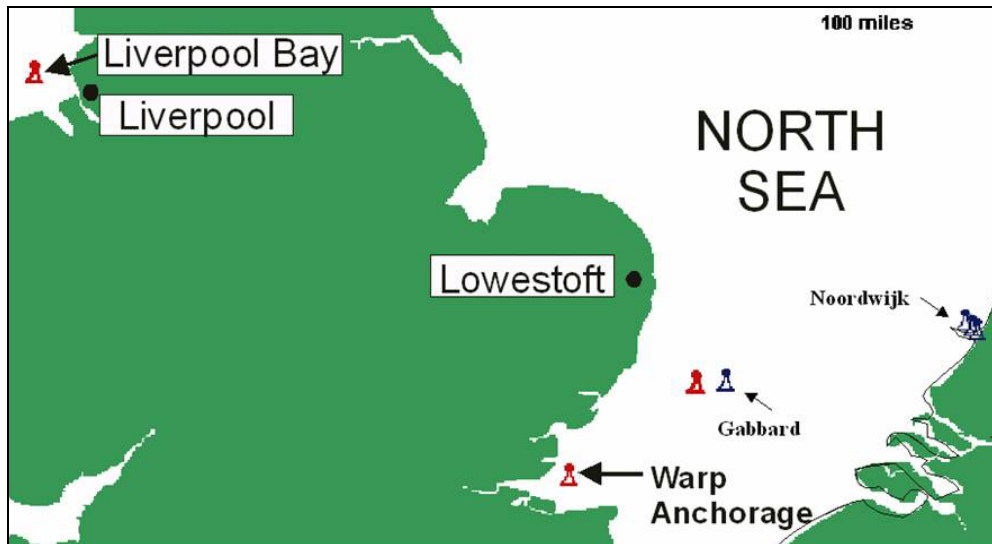 100 miles
Liverpool Bay
Liverpool
NORTH
SEA
Lowestoft
Noordwijk
Gabbard
Warp
Anchorage